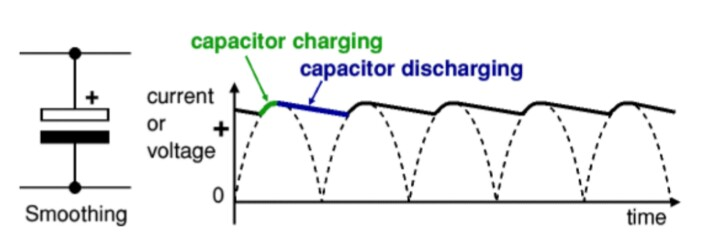 capacitor charging
capacitor discharging
+
current
or
voltage
+
0
Smoothing
time